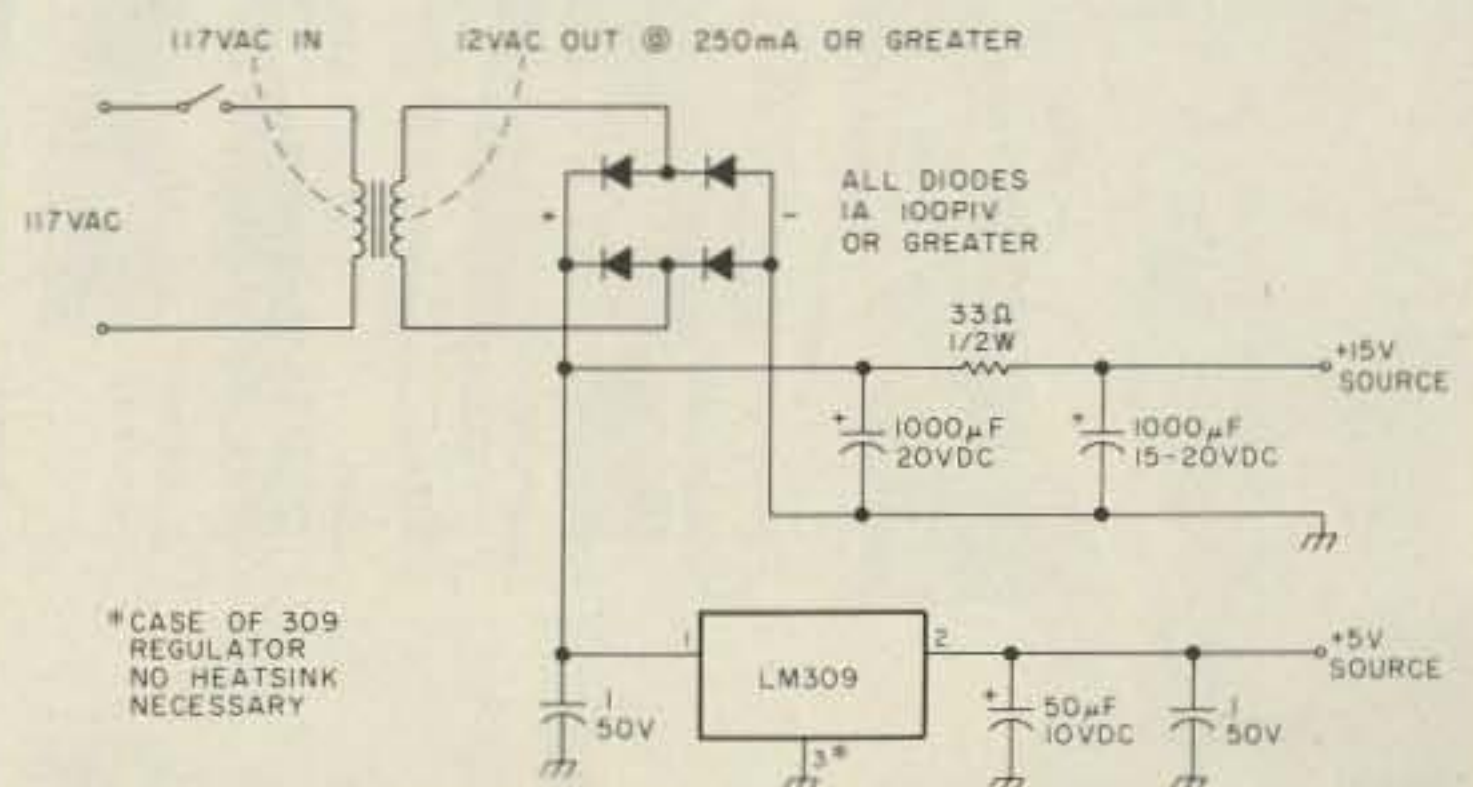 117VAC IN
12VAC OUT @ 250mA OR GREATER
117VAC
+
-
ALL DIODES
1A 100PIV
OR GREATER
33Ω
1/2W
+15V
SOURCE
+
1000μF
20VDC
+
1000μF
15-20VDC
*CASE OF 309
REGULATOR
NO HEATSINK
NECESSARY
1
LM309
2
3*
1
50V
+
50μF
10VDC
1
50V
+5V
SOURCE